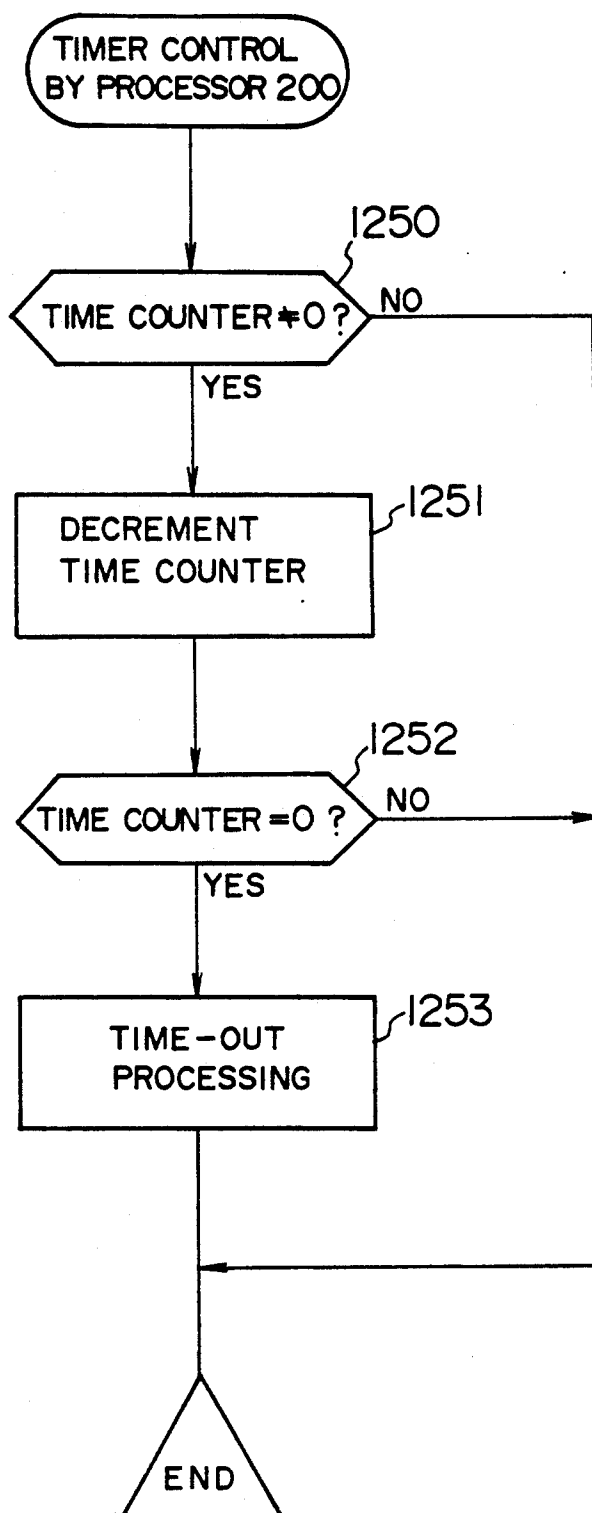 TIMER CONTROL
BY PROCESSOR 200
1250
TIME COUNTER ≠ 0 ?
NO
YES
1251
DECREMENT
TIME COUNTER
1252
TIME COUNTER = 0 ?
NO
YES
1253
TIME-OUT
PROCESSING
END